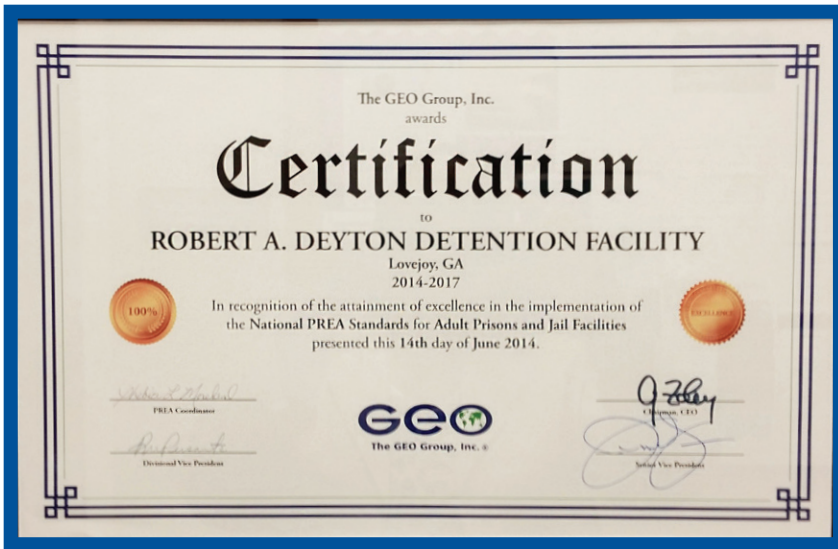 The GEO Group, Inc.
awards
Certification
to
ROBERT A. DEYTON DETENTION FACILITY
Lovejoy, GA
2014-2017
100%
EXCELLENCE
In recognition of the attainment of excellence in the implementation of
the National PREA Standards for Adult Prisons and Jail Facilities
presented this 14th day of June 2014.
PREA Coordinator
Chairman, CEO
GEO
The GEO Group, Inc. ®
Divisional Vice President
Senior Vice President